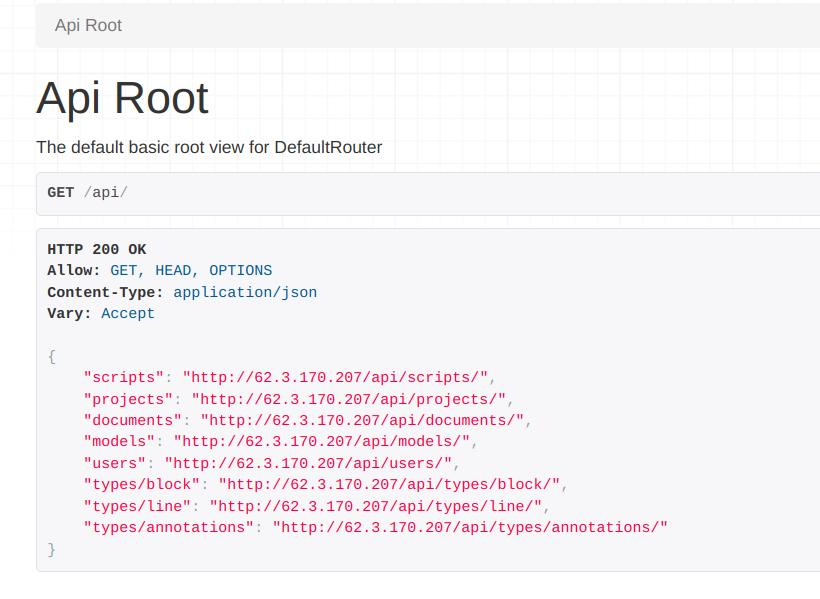 Api Root
Api Root
The default basic root view for DefaultRouter
GET /api/
HTTP 200 OK
Allow: GET, HEAD, OPTIONS
Content-Type: application/json
Vary: Accept
{
    "scripts": "http://62.3.170.207/api/scripts/",
    "projects": "http://62.3.170.207/api/projects/",
    "documents": "http://62.3.170.207/api/documents/",
    "models": "http://62.3.170.207/api/models/",
    "users": "http://62.3.170.207/api/users/",
    "types/block": "http://62.3.170.207/api/types/block/",
    "types/line": "http://62.3.170.207/api/types/line/",
    "types/annotations": "http://62.3.170.207/api/types/annotations/"
}